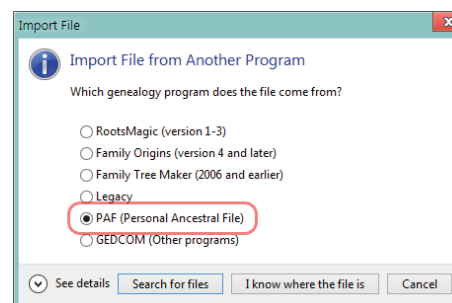 Import File
Import File from Another Program
Which genealogy program does the file come from?
RootsMagic (version 1-3)
Family Origins (version 4 and later)
Family Tree Maker (2006 and earlier)
Legacy
PAF (Personal Ancestral File)
GEDCOM (Other programs)
See details Search for files I know where the file is Cancel